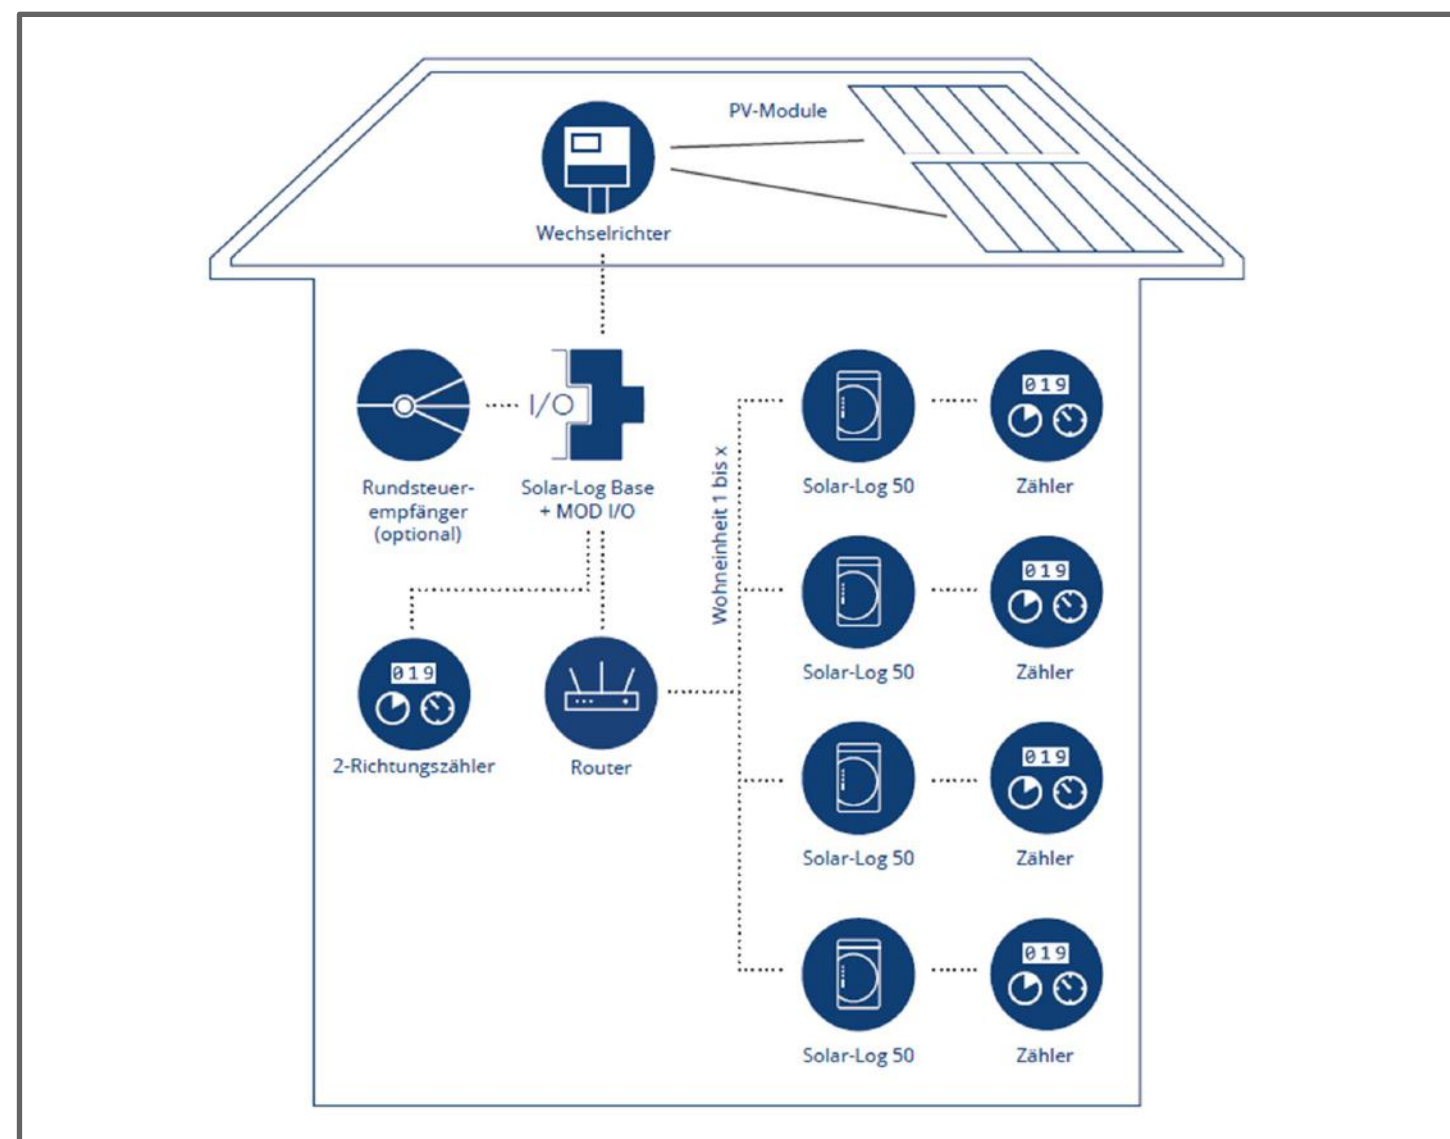 PV-Module
Wechselrichter
I/O
Rundsteuer-
empfänger
(optional)
Solar-Log Base
+ MOD I/O
019
2-Richtungszähler
Router
Wohneinheit 1 bis x
Solar-Log 50
019
Zähler
Solar-Log 50
019
Zähler
Solar-Log 50
019
Zähler
Solar-Log 50
019
Zähler